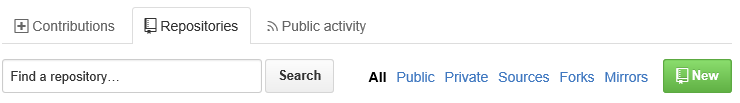 Contributions Repositories Public activity
Find a repository... Search All Public Private Sources Forks Mirrors New